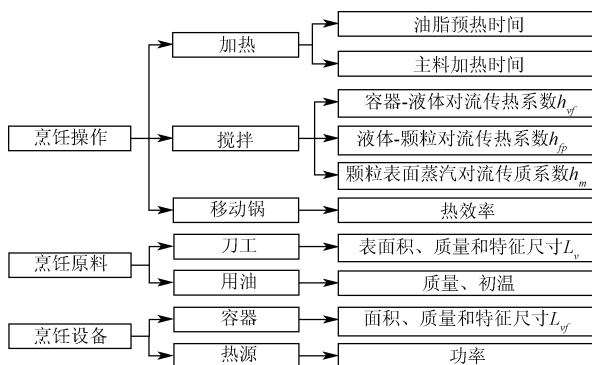 加热
油脂预热时间
主料加热时间
烹饪操作
搅拌
容器-液体对流传热系数hvf
液体-颗粒对流传热系数hfp
颗粒表面蒸汽对流传质系数hm
移动锅
热效率
烹饪原料
刀工
表面积、质量和特征尺寸Lv
用油
质量、初温
烹饪设备
容器
面积、质量和特征尺寸Lvf
热源
功率